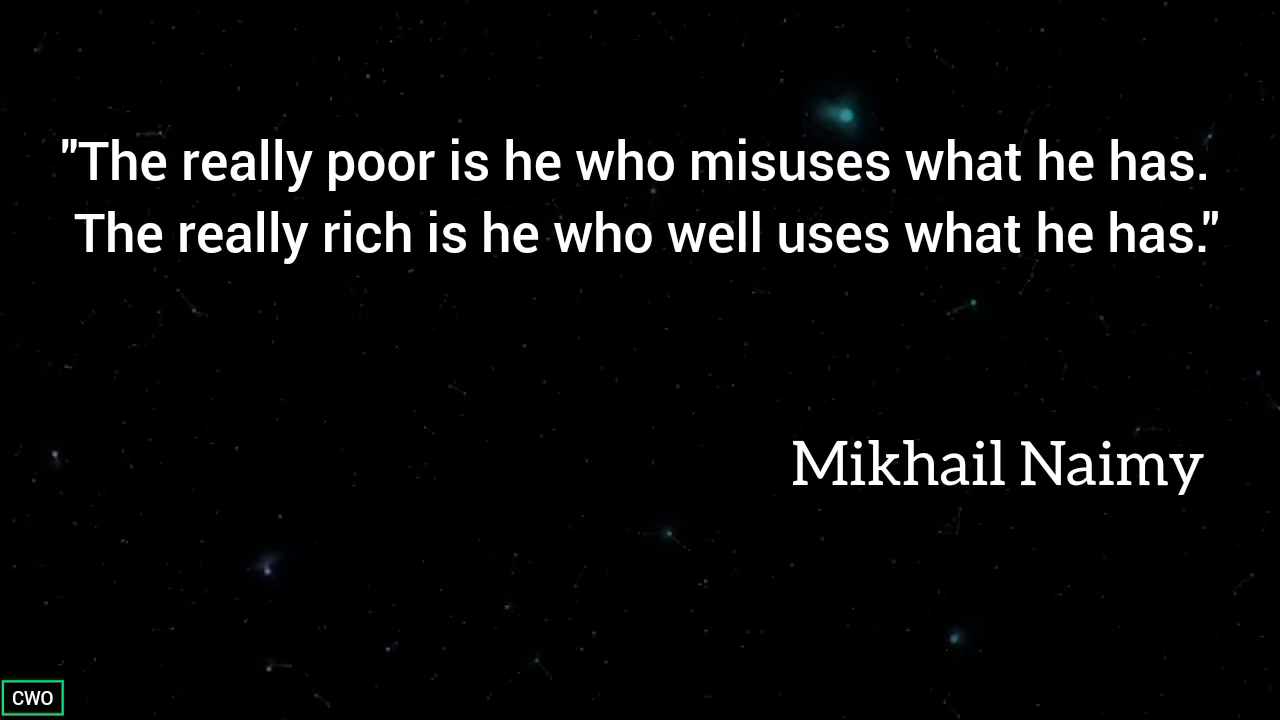 "The really poor is he who misuses what he has.
The really rich is he who well uses what he has."
Mikhail Naimy
CWO